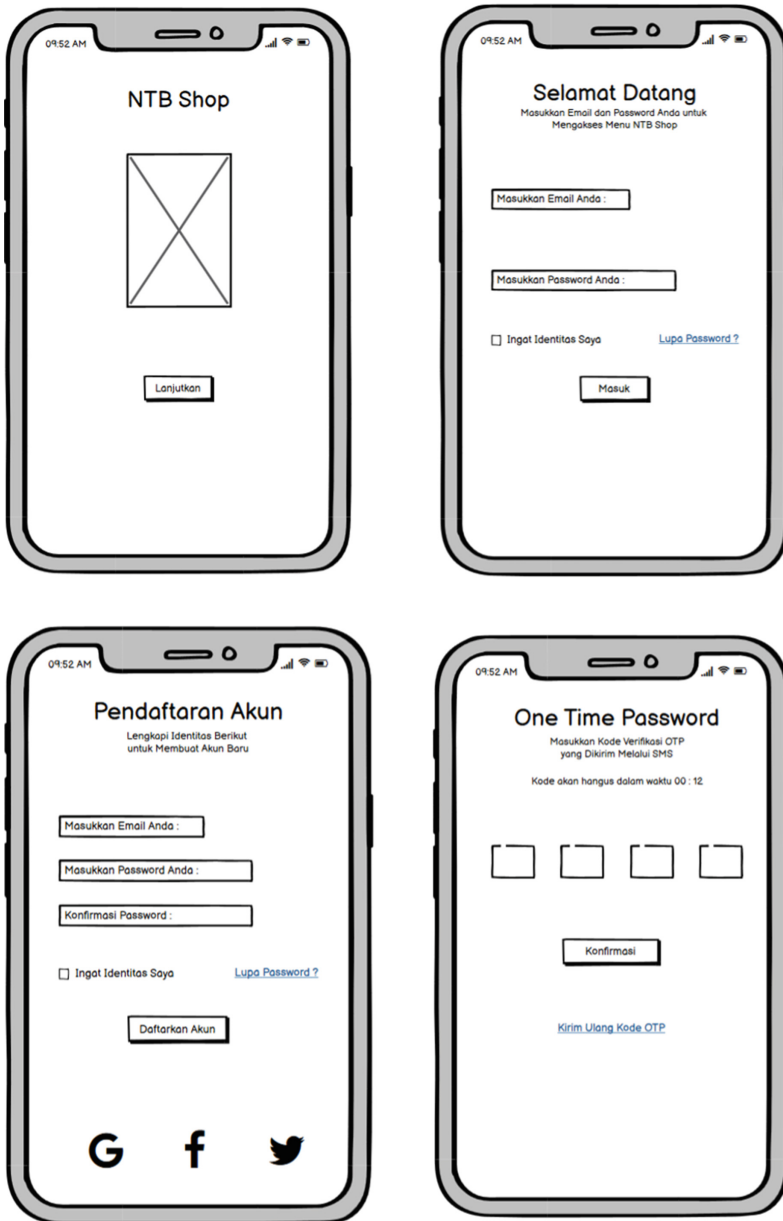 09:52 AM
NTB Shop
Lanjutkan
09:52 AM
Selamat Datang
Masukkan Email dan Password Anda untuk
Mengakses Menu NTB Shop
Masukkan Email Anda :
Masukkan Password Anda :
Ingat Identitas Saya
Lupa Password ?
Masuk
09:52 AM
Pendaftaran Akun
Lengkapi Identitas Berikut
untuk Membuat Akun Baru
Masukkan Email Anda :
Masukkan Password Anda :
Konfirmasi Password :
Ingat Identitas Saya
Lupa Password ?
Daftarkan Akun
G f
09:52 AM
One Time Password
Masukkan Kode Verifikasi OTP
yang Dikirim Melalui SMS
Kode akan hangus dalam waktu 00 : 12
Konfirmasi
Kirim Ulang Kode OTP